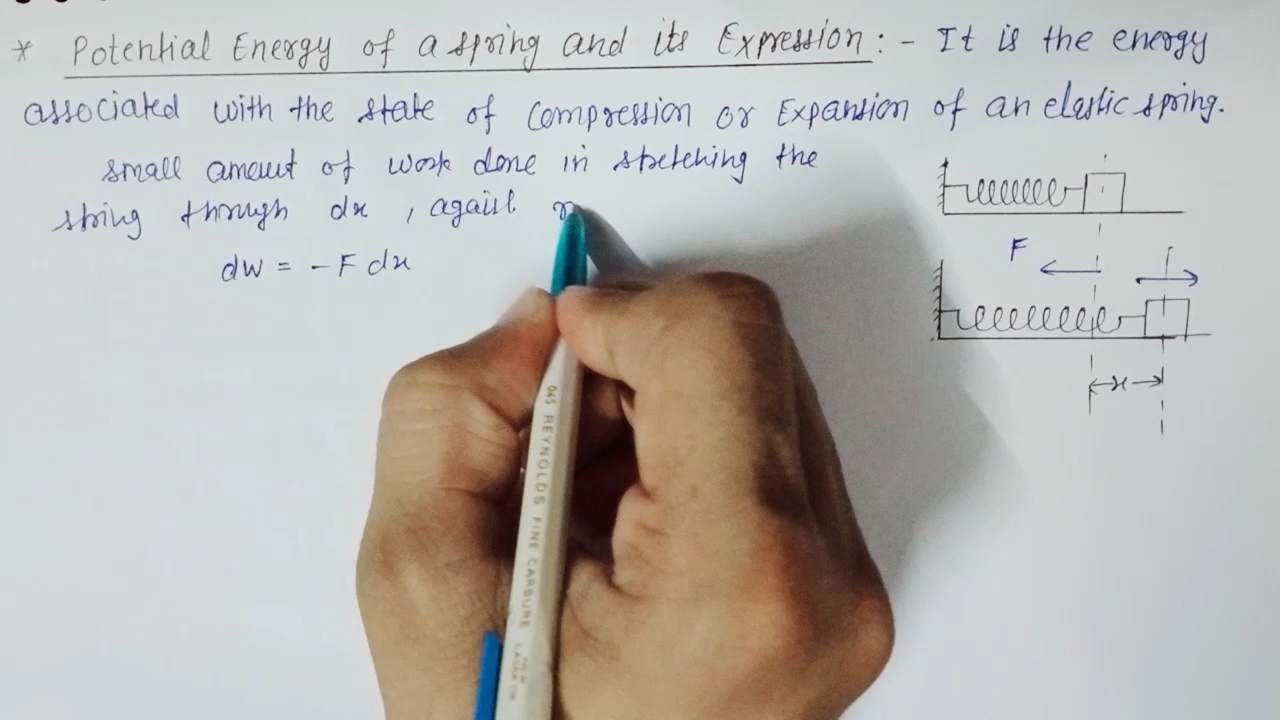 * Potential Energy of a spring and its Expression : - It is the energy
associated with the state of Compression or Expansion of an elastic spring.
small amount of work done in stretching the
string through dx , against r
dw = - F dx
F
x
045 REYNOLDS FINE CARBURE